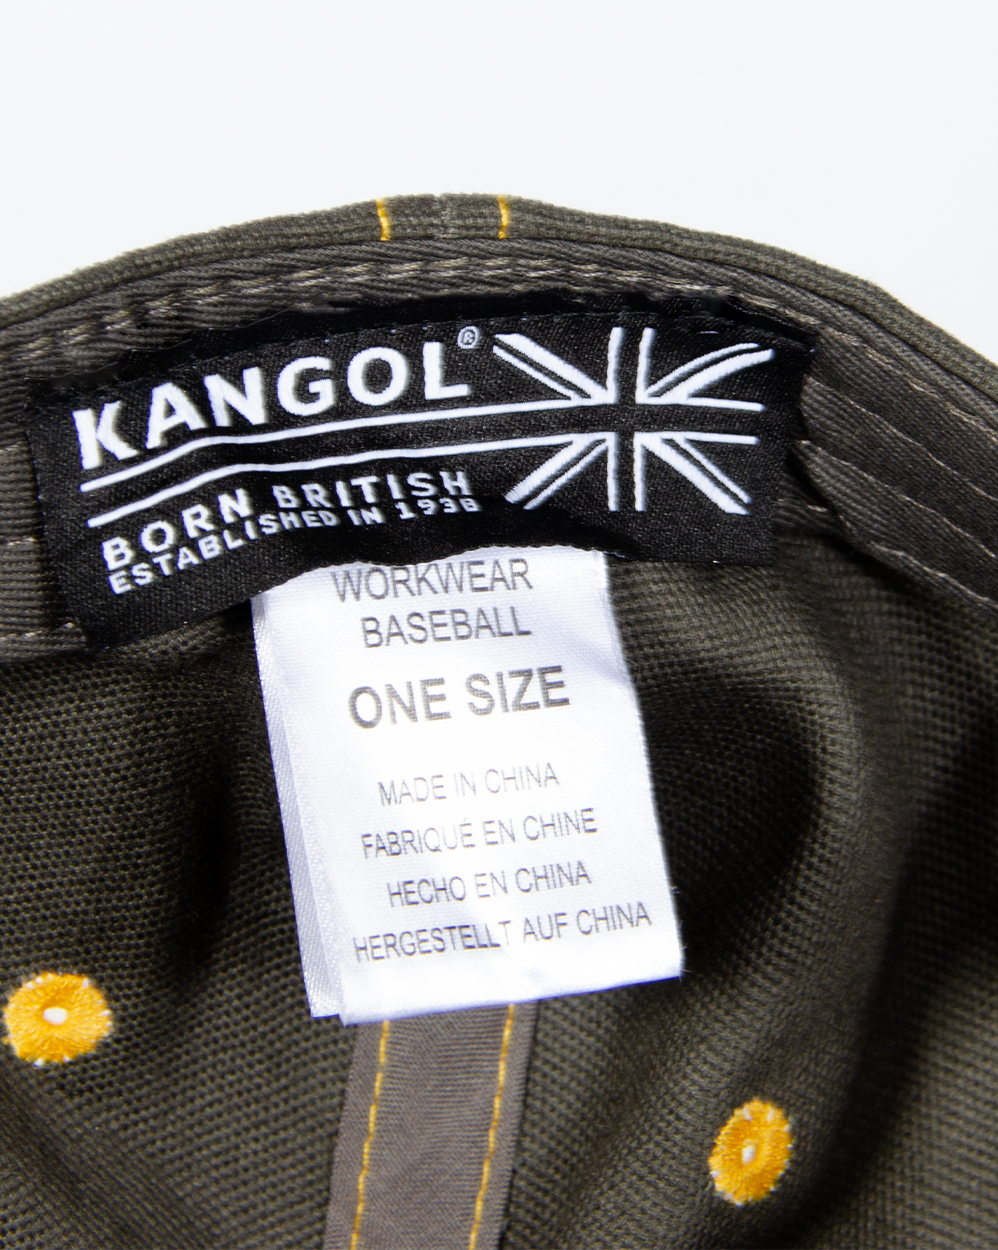 KANGOL®
BORN BRITISH
ESTABLISHED IN 1938
WORKWEAR
BASEBALL
ONE SIZE
MADE IN CHINA
FABRIQUÉ EN CHINE
HECHO EN CHINA
HERGESTELLT AUF CHINA